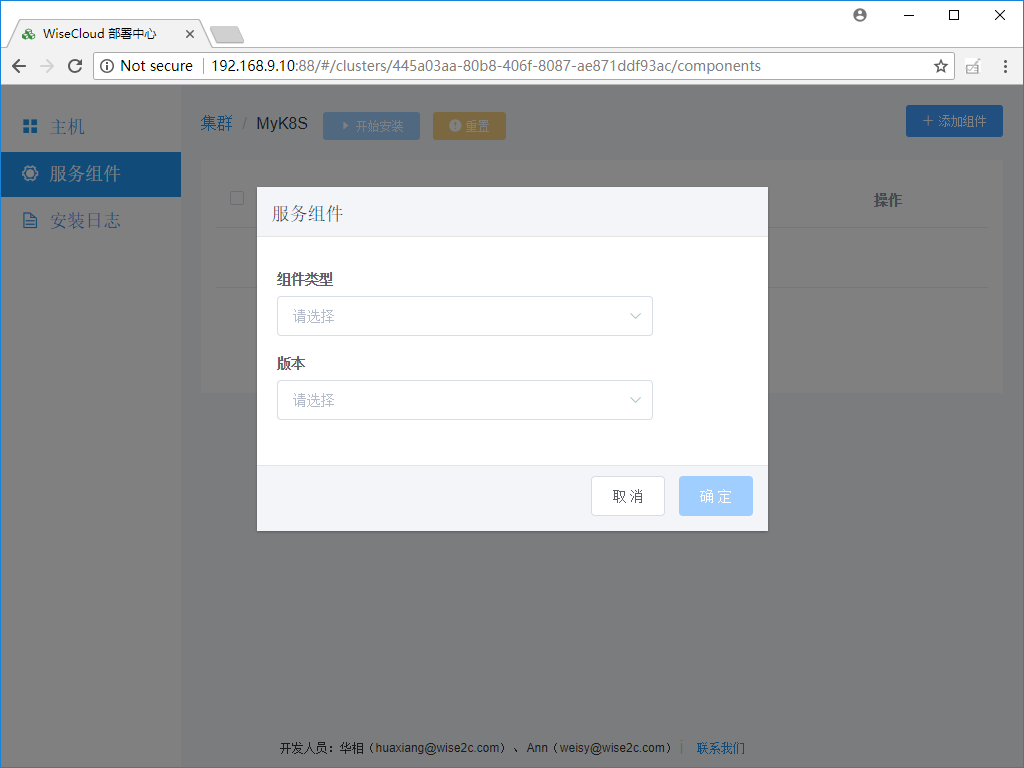 WiseCloud 部署中心
Not secure 192.168.9.10:88/#/clusters/445a03aa-80b8-406f-8087-ae871ddf93ac/components
主机
服务组件
安装日志
集群 / MyK8S 开始安装 重置 添加组件
操作
服务组件
组件类型
请选择
版本
请选择
取消 确定
开发人员：华相（huaxiang@wise2c.com）、Ann（weisy@wise2c.com） 联系我们